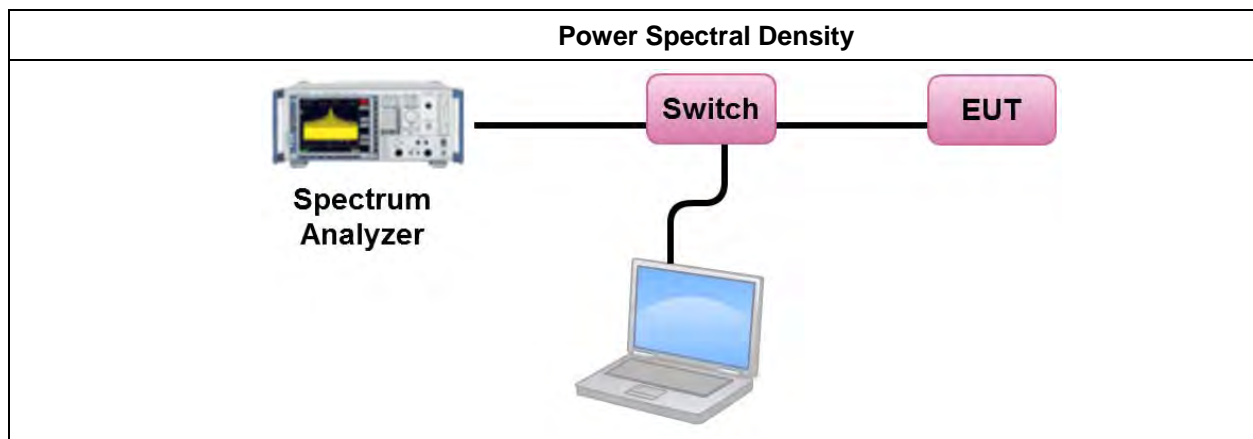 Power Spectral Density
Switch
EUT
Spectrum
Analyzer